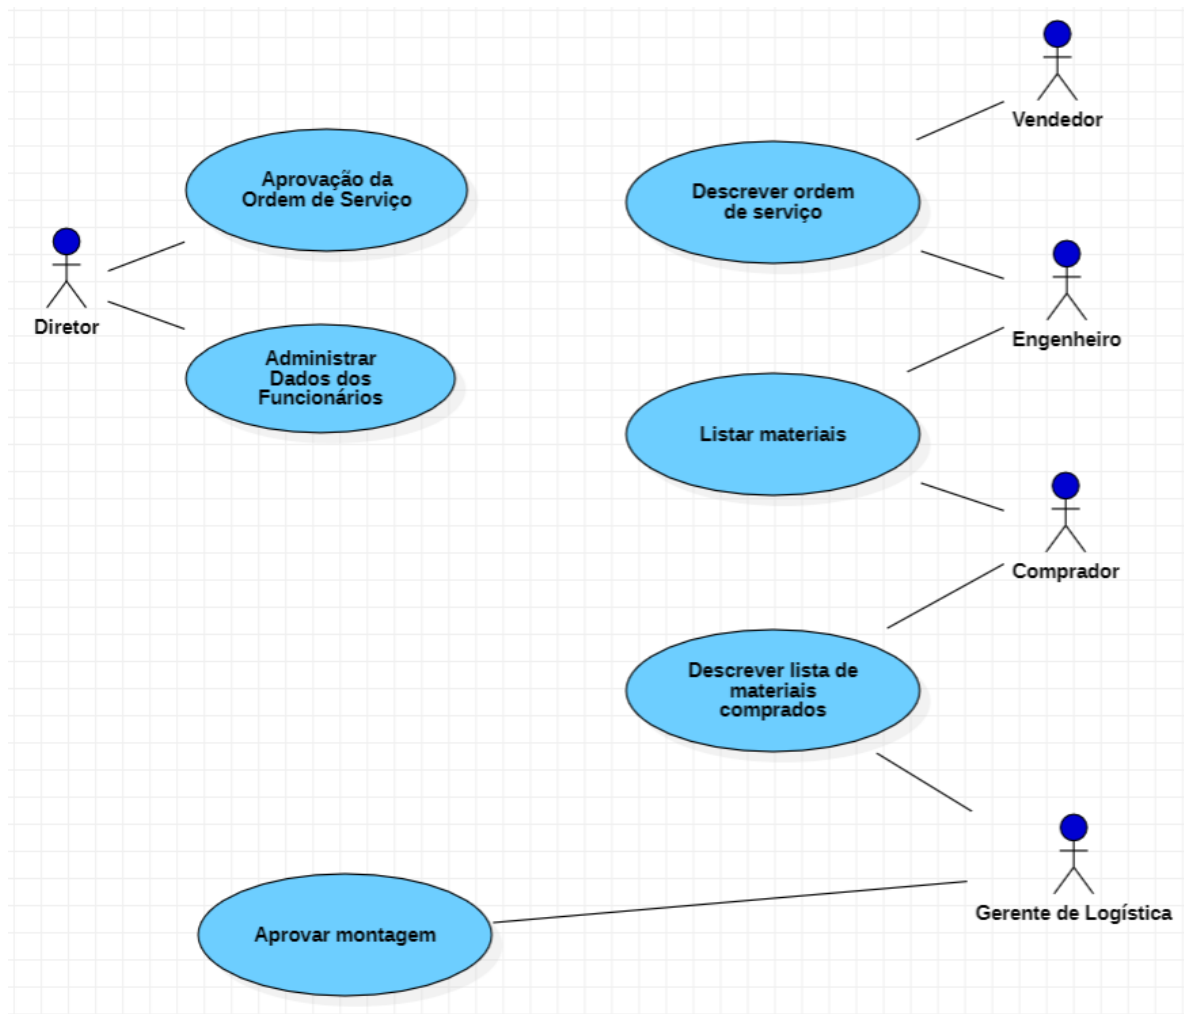 Vendedor
Aprovação da
Ordem de Serviço
Descrever ordem
de serviço
Diretor
Engenheiro
Administrar
Dados dos
Funcionários
Listar materiais
Comprador
Descrever lista de
materiais
comprados
Gerente de Logística
Aprovar montagem